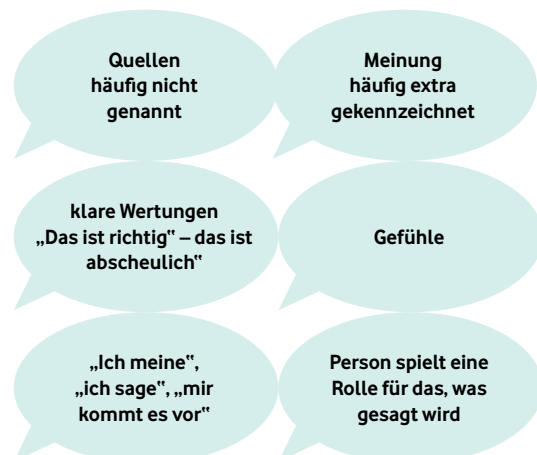 Quellen
häufig nicht
genannt
Meinung
häufig extra
gekennzeichnet
klare Wertungen
„Das ist richtig“ – das ist
abscheulich“
Gefühle
„Ich meine“,
„ich sage“, „mir
kommt es vor“
Person spielt eine
Rolle für das, was
gesagt wird